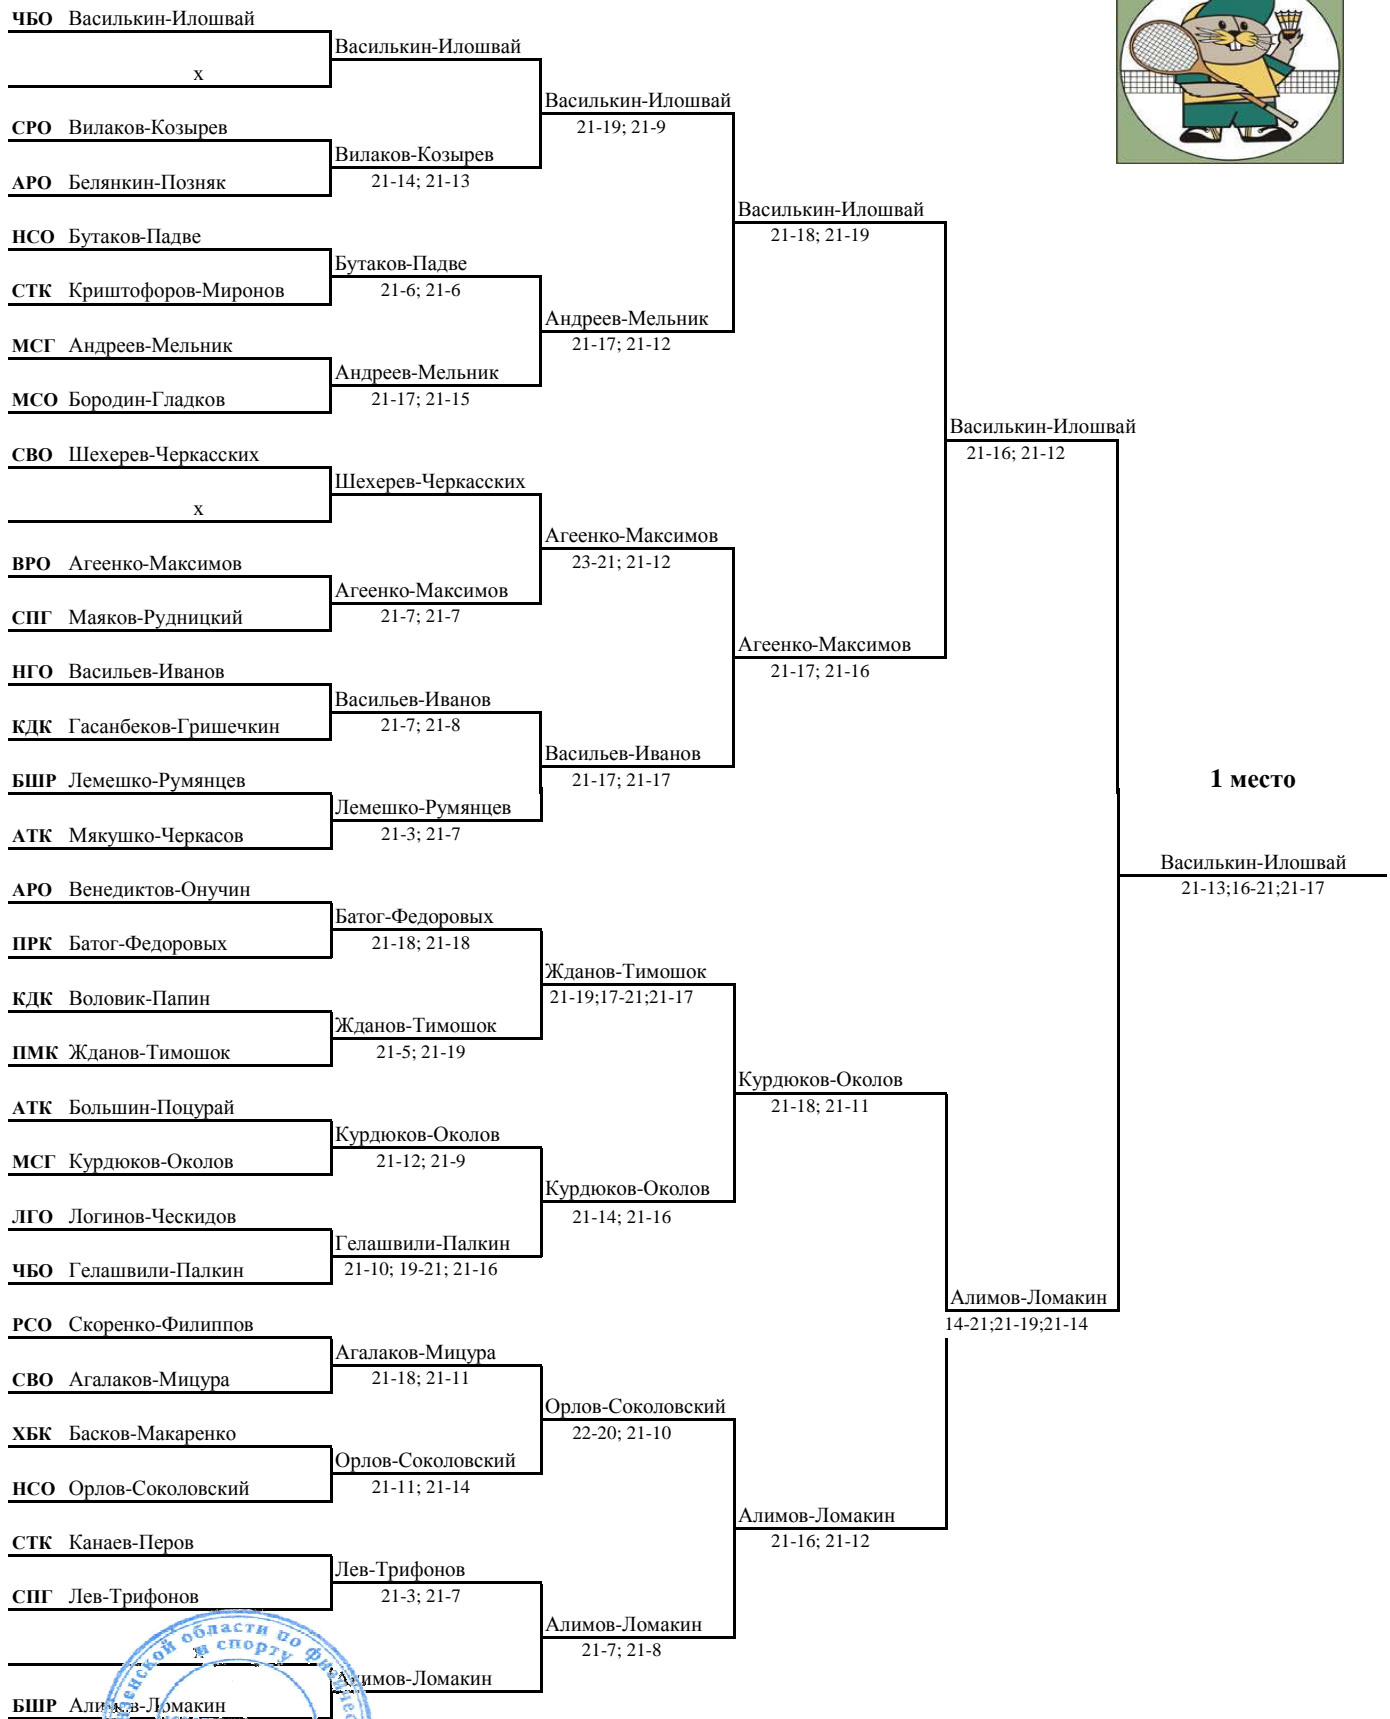 ЧБО Василькин-Илошвай
Василькин-Илошвай
x
Василькин-Илошвай
СРО Вилаков-Козырев
21-19; 21-9
Вилаков-Козырев
АРО Белянкин-Позняк
21-14; 21-13
Василькин-Илошвай
НСО Бутаков-Падве
21-18; 21-19
Бутаков-Падве
СТК Криштофоров-Миронов
21-6; 21-6
Андреев-Мельник
МСГ Андреев-Мельник
21-17; 21-12
Андреев-Мельник
МСО Бородин-Гладков
21-17; 21-15
Василькин-Илошвай
СВО Шехерев-Черкасских
21-16; 21-12
Шехерев-Черкасских
x
Агеенко-Максимов
ВРО Агеенко-Максимов
23-21; 21-12
Агеенко-Максимов
СПГ Маяков-Рудницкий
21-7; 21-7
Агеенко-Максимов
НГО Васильев-Иванов
21-17; 21-16
Васильев-Иванов
КДК Гасанбеков-Гришечкин
21-7; 21-8
Васильев-Иванов
БШР Лемешко-Румянцев
21-17; 21-17
1 место
Лемешко-Румянцев
АТК Мякушко-Черкасов
21-3; 21-7
Василькин-Илошвай
АРО Венедиктов-Онучин
21-13;16-21;21-17
Батог-Федоровых
ПРК Батог-Федоровых
21-18; 21-18
Жданов-Тимошок
КДК Воловик-Папин
21-19;17-21;21-17
Жданов-Тимошок
ПМК Жданов-Тимошок
21-5; 21-19
Курдюков-Околов
АТК Большин-Поцурай
21-18; 21-11
Курдюков-Околов
МСГ Курдюков-Околов
21-12; 21-9
Курдюков-Околов
ЛГО Логинов-Ческидов
21-14; 21-16
Гелашвили-Палкин
ЧБО Гелашвили-Палкин
21-10; 19-21; 21-16
Алимов-Ломакин
РСО Скоренко-Филиппов
14-21;21-19;21-14
Агалаков-Мицура
СВО Агалаков-Мицура
21-18; 21-11
Орлов-Соколовский
ХБК Басков-Макаренко
22-20; 21-10
Орлов-Соколовский
НСО Орлов-Соколовский
21-11; 21-14
Алимов-Ломакин
СТК Канаев-Перов
21-16; 21-12
Лев-Трифонов
СПГ Лев-Трифонов
21-3; 21-7
Алимов-Ломакин
области по
и спорту
21-7; 21-8
Алимов-Ломакин
БШР Алимов-Ломакин